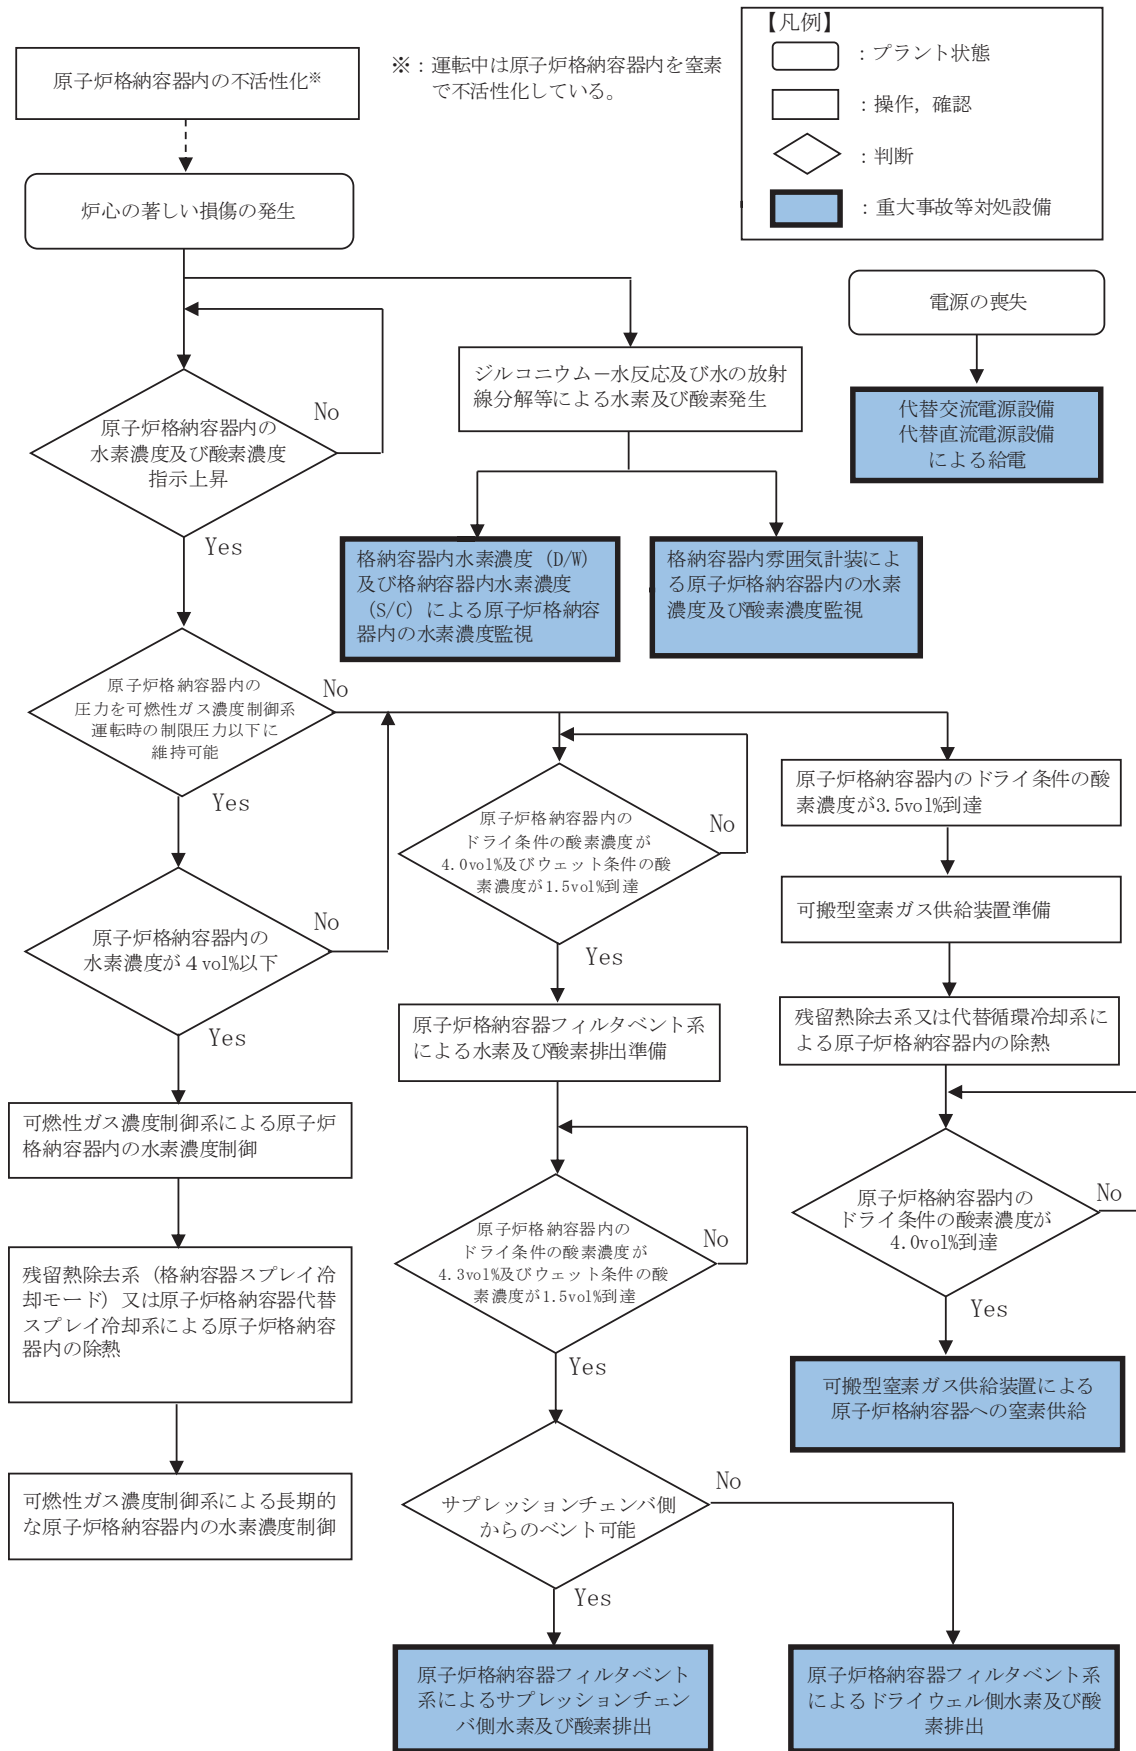 【凡例】
：プラント状態
：操作，確認
：判断
：重大事故等対処設備
原子炉格納容器内の不活性化※
※：運転中は原子炉格納容器内を窒素
で不活性化している。
炉心の著しい損傷の発生
電源の喪失
代替交流電源設備
代替直流電源設備
による給電
ジルコニウム－水反応及び水の放射
線分解等による水素及び酸素発生
原子炉格納容器内の
水素濃度及び酸素濃度
指示上昇
No
Yes
格納容器内水素濃度（D/W）
及び格納容器内水素濃度
（S/C）による原子炉格納容
器内の水素濃度監視
格納容器内雰囲気計装によ
る原子炉格納容器内の水素
濃度及び酸素濃度監視
原子炉格納容器内の
圧力を可燃性ガス濃度制御系
運転時の制限圧力以下に
維持可能
No
Yes
原子炉格納容器内の
水素濃度が４vol%以下
No
Yes
可燃性ガス濃度制御系による原子炉
格納容器内の水素濃度制御
残留熱除去系（格納容器スプレイ冷
却モード）又は原子炉格納容器代替
スプレイ冷却系による原子炉格納容
器内の除熱
可燃性ガス濃度制御系による長期的
な原子炉格納容器内の水素濃度制御
原子炉格納容器内の
ドライ条件の酸素濃度が
4.0vol%及びウェット条件の酸
素濃度が1.5vol%到達
No
Yes
原子炉格納容器フィルタベント系
による水素及び酸素排出準備
原子炉格納容器内の
ドライ条件の酸素濃度が
4.3vol%及びウェット条件の酸
素濃度が1.5vol%到達
No
Yes
サプレッションチェンバ側
からのベント可能
No
Yes
原子炉格納容器フィルタベント
系によるサプレッションチェン
バ側水素及び酸素排出
原子炉格納容器フィルタベント系
によるドライウェル側水素及び酸
素排出
原子炉格納容器内のドライ条件の酸
素濃度が3.5vol%到達
可搬型窒素ガス供給装置準備
残留熱除去系又は代替循環冷却系に
よる原子炉格納容器内の除熱
原子炉格納容器内の
ドライ条件の酸素濃度が
4.0vol%到達
No
Yes
可搬型窒素ガス供給装置による
原子炉格納容器への窒素供給